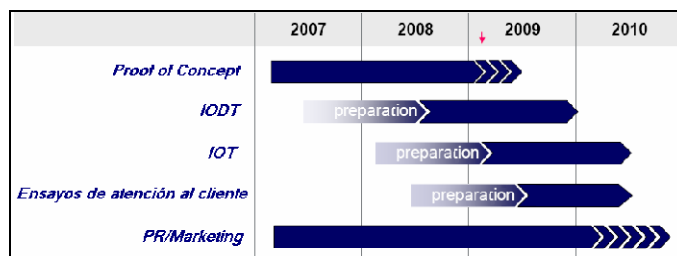 2007 2008 2009 2010
Proof of Concept
IODT preparation
IOT preparation
Ensayos de atención al cliente preparation
PR/Marketing